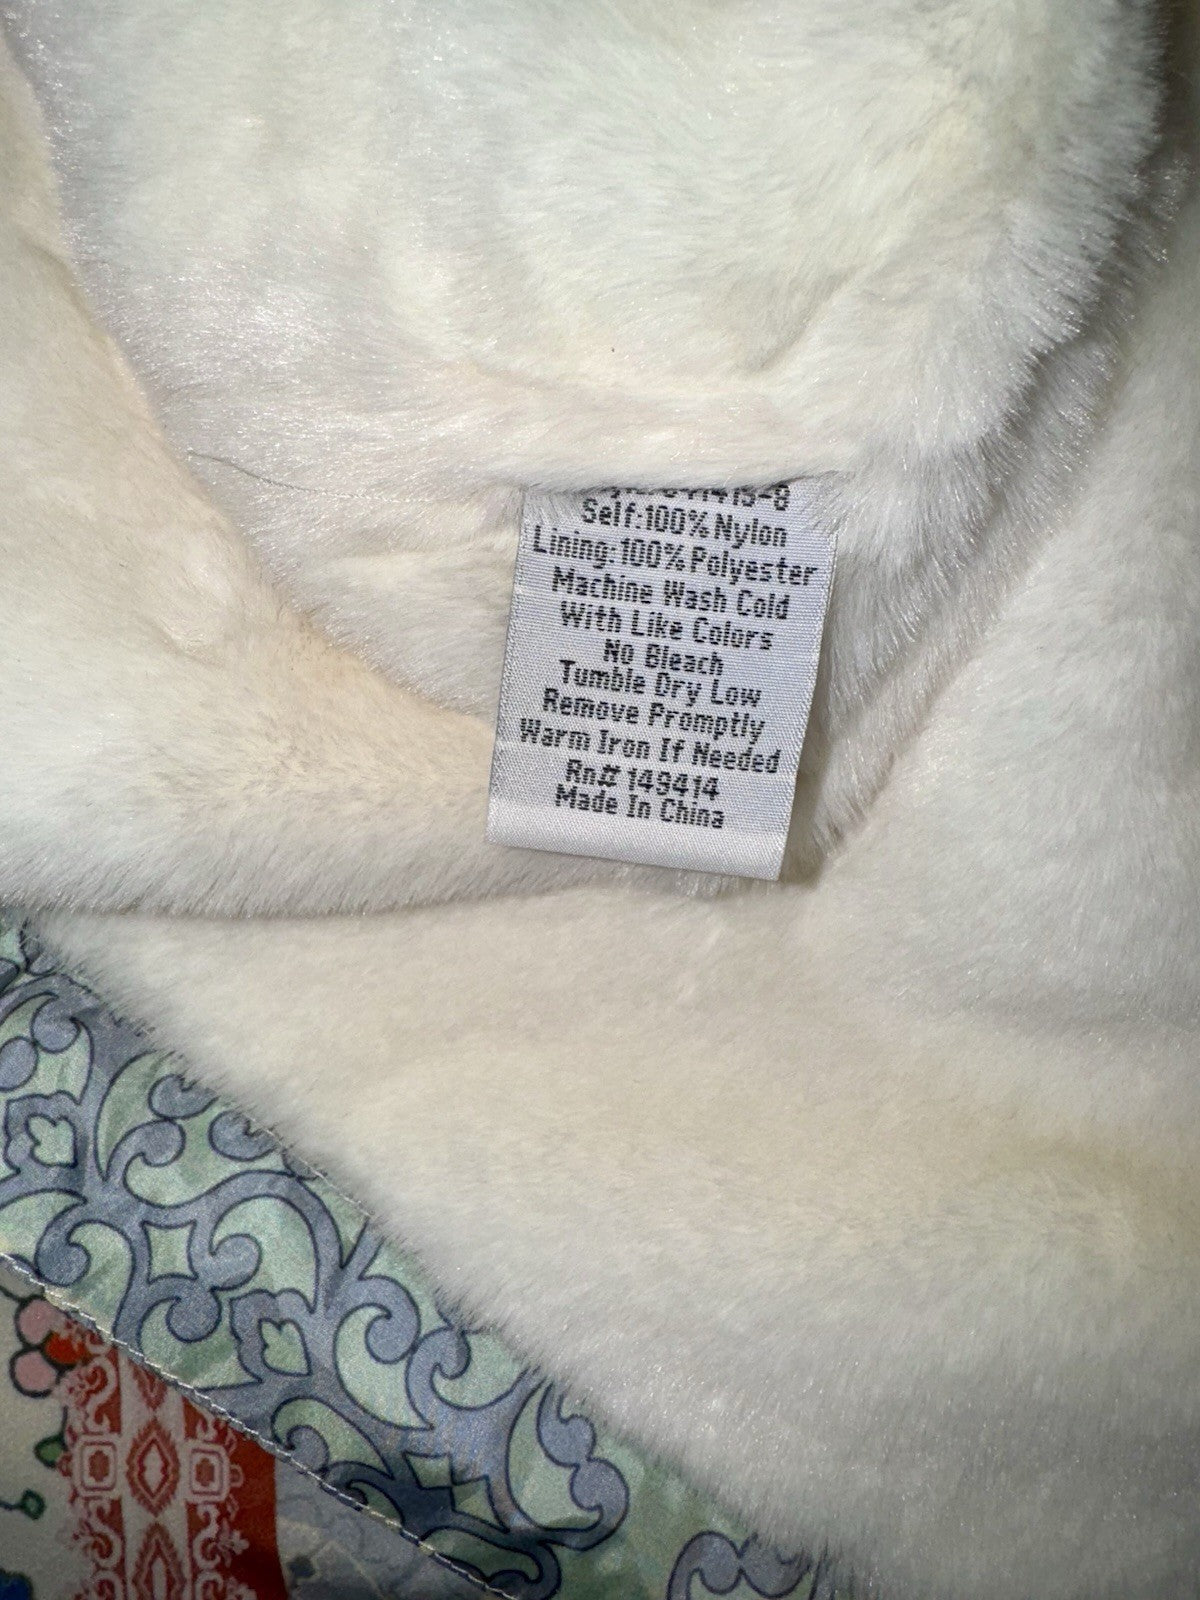 Self:100% Nylon
Lining:100% Polyester
Machine Wash Cold
With Like Colors
No Bleach
Tumble Dry Low
Remove Promptly
Warm Iron If Needed
Rn# 149414
Made In China